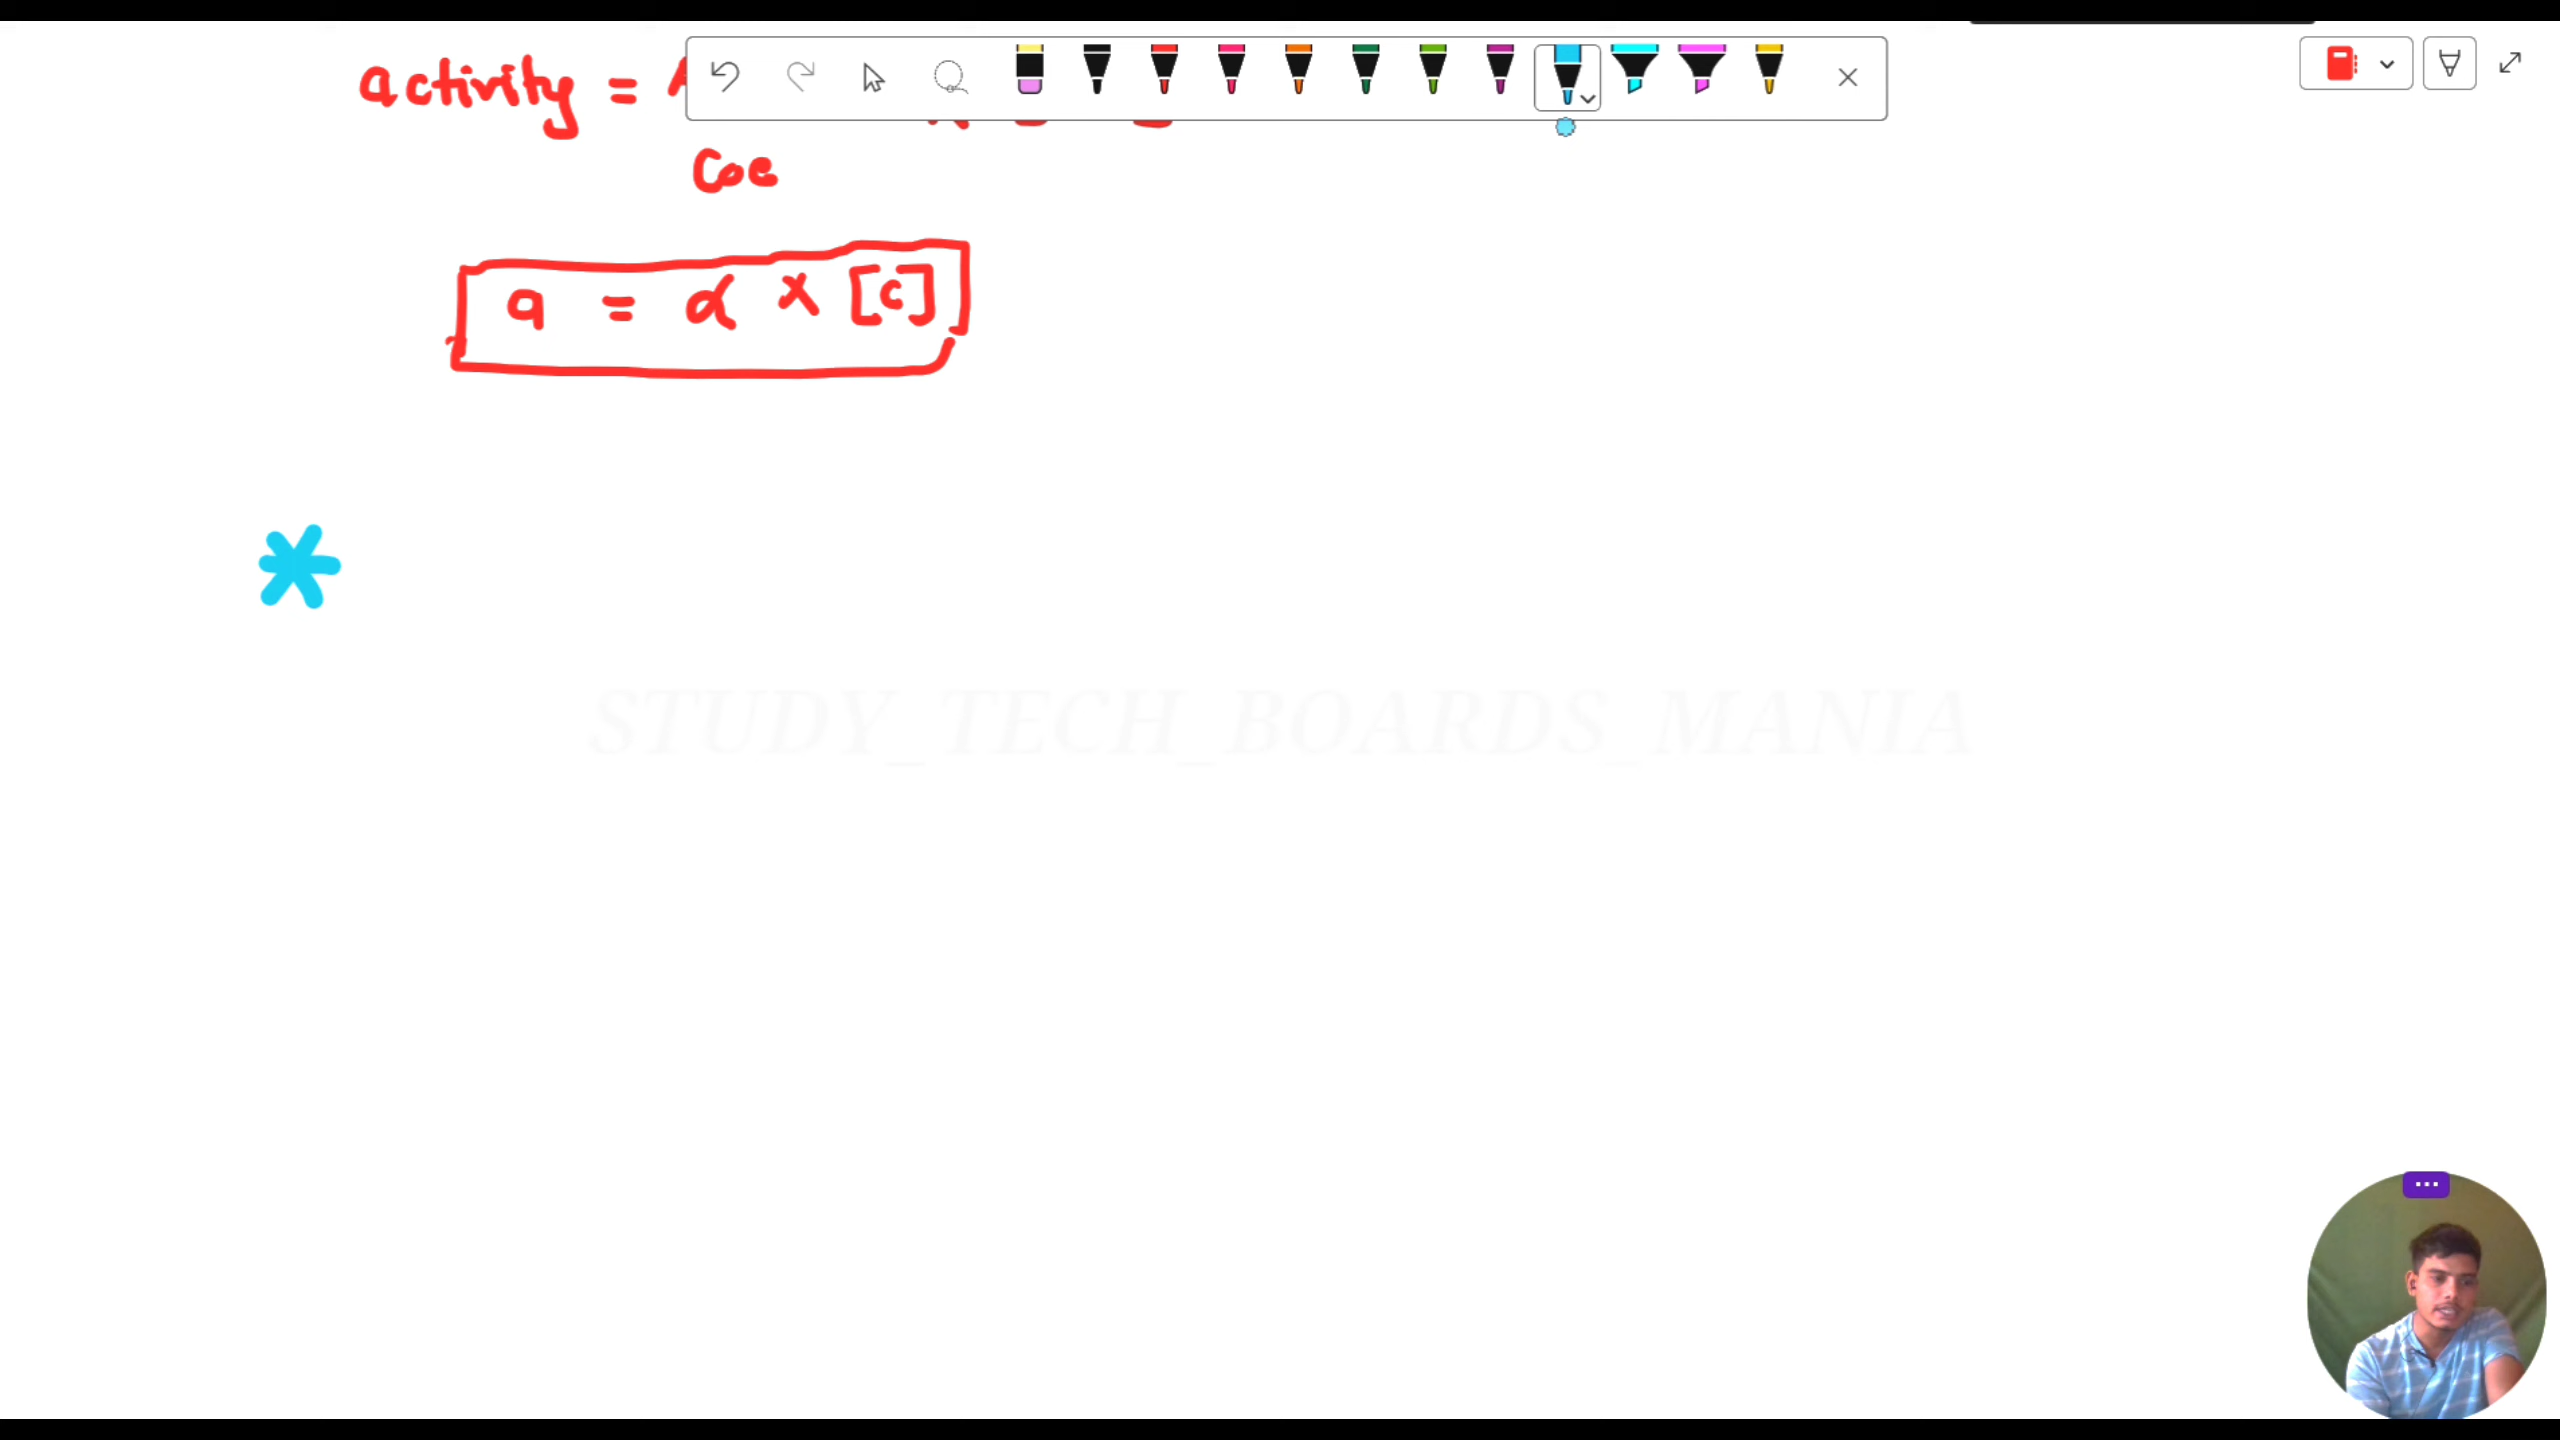 activity =
Coe
a = α × [c]
STUDY_TECH_BOARDS_MANIA